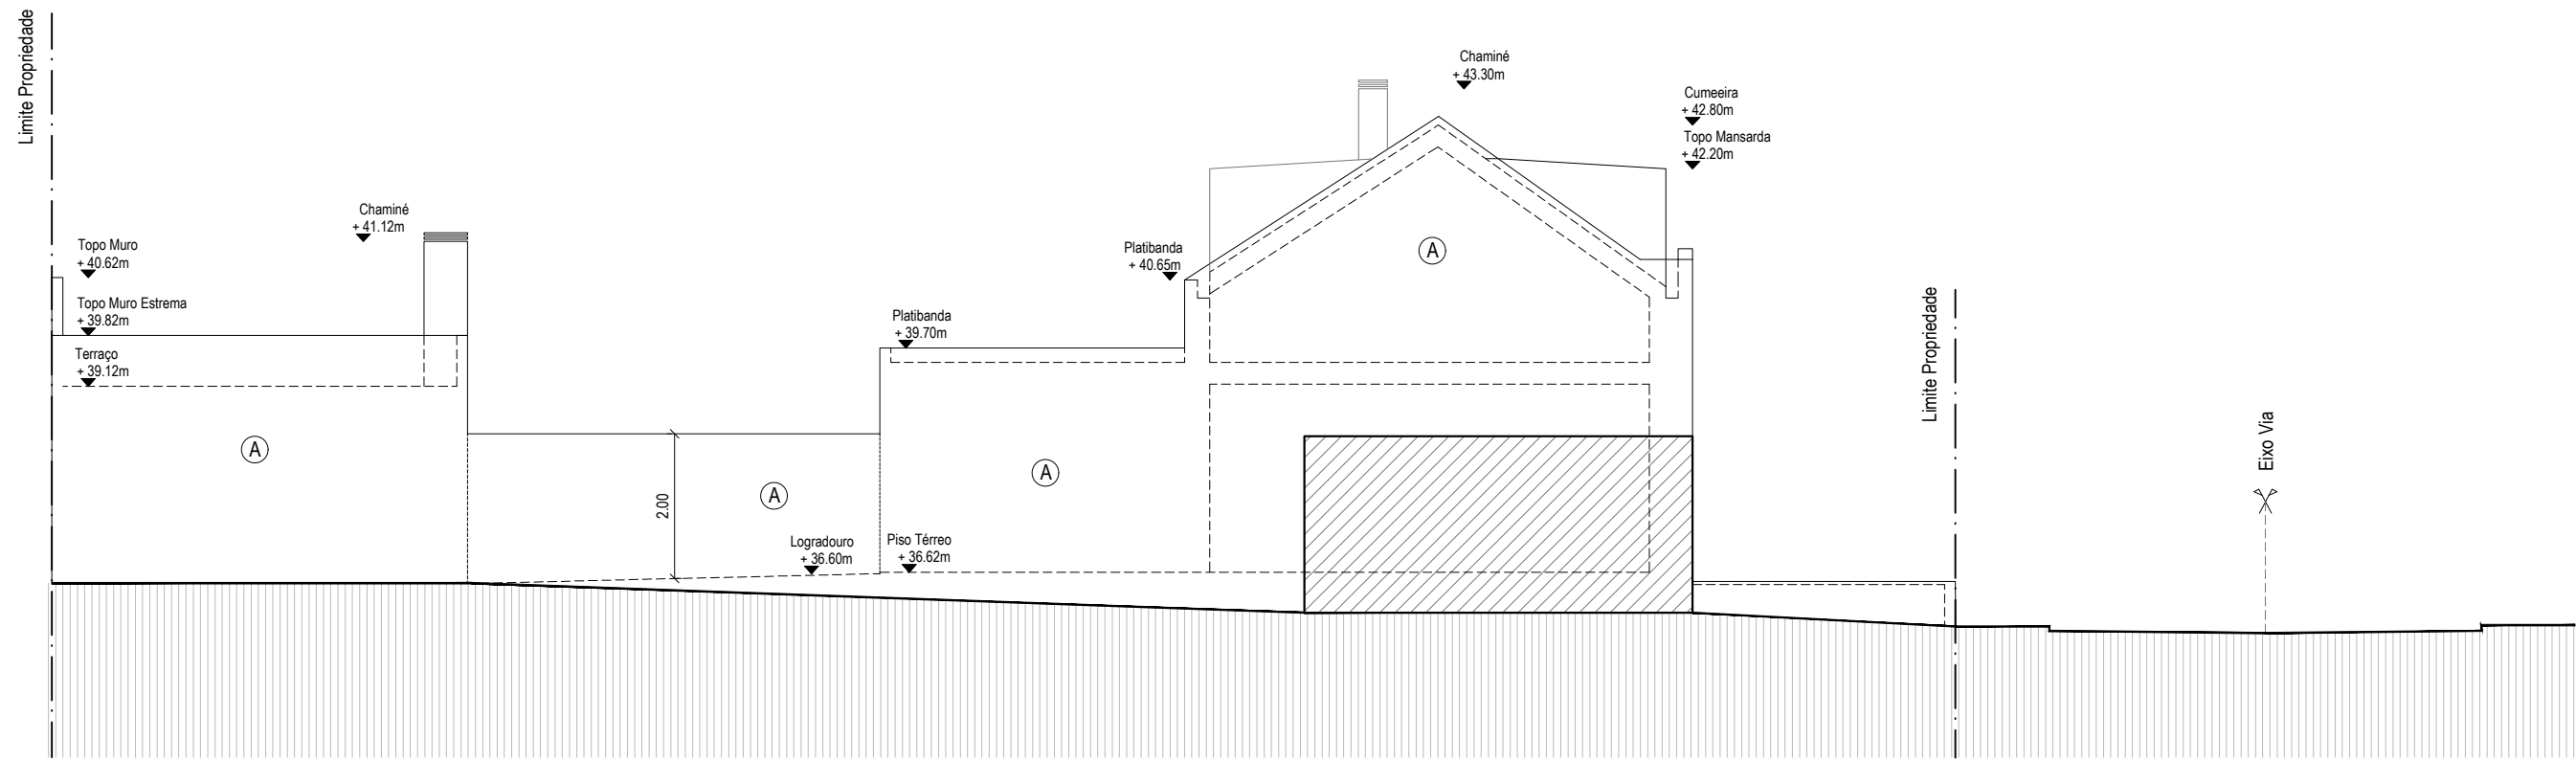 Limite Propriedade
Topo Muro
+ 40.62m
Topo Muro Estrema
+ 39.82m
Terraço
+ 39.12m
Chaminé
+ 41.12m
A
2.00
A
Logradouro
+ 36.60m
Platibanda
+ 39.70m
Piso Térreo
+ 36.62m
A
Platibanda
+ 40.65m
Chaminé
+ 43.30m
A
Cumeeira
+ 42.80m
Topo Mansarda
+ 42.20m
Limite Propriedade
Eixo Via